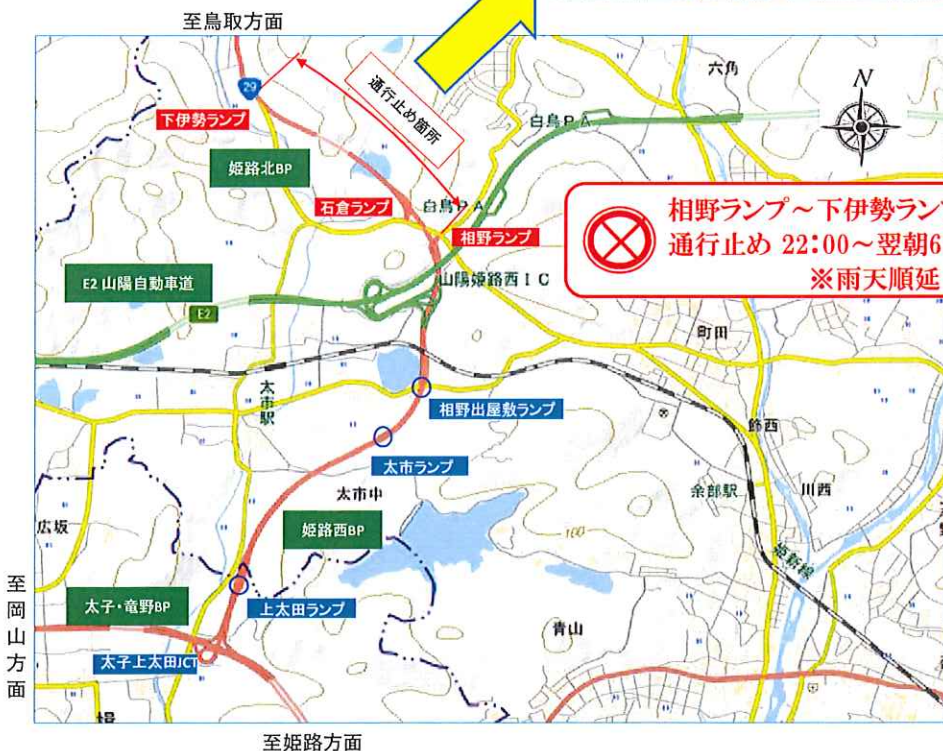 至鳥取方面
六角
N
29
通行止め箇所
下伊勢ランプ
白鳥PA
姫路北BP
石倉ランプ
白鳥PA
相野ランプ
相野ランプ～下伊勢ランプ
通行止め 22:00～翌朝6
※雨天順延
E2 山陽自動車道
山陽姫路西IC
E2
町田
太市駅
相野出屋敷ランプ
飾西
太市ランプ
太市中
余部駅
川西
広坂
姫路西BP
100
姫新線
至岡山方面
太子・竜野BP
上太田ランプ
青山
太子上太田JCT
至姫路方面